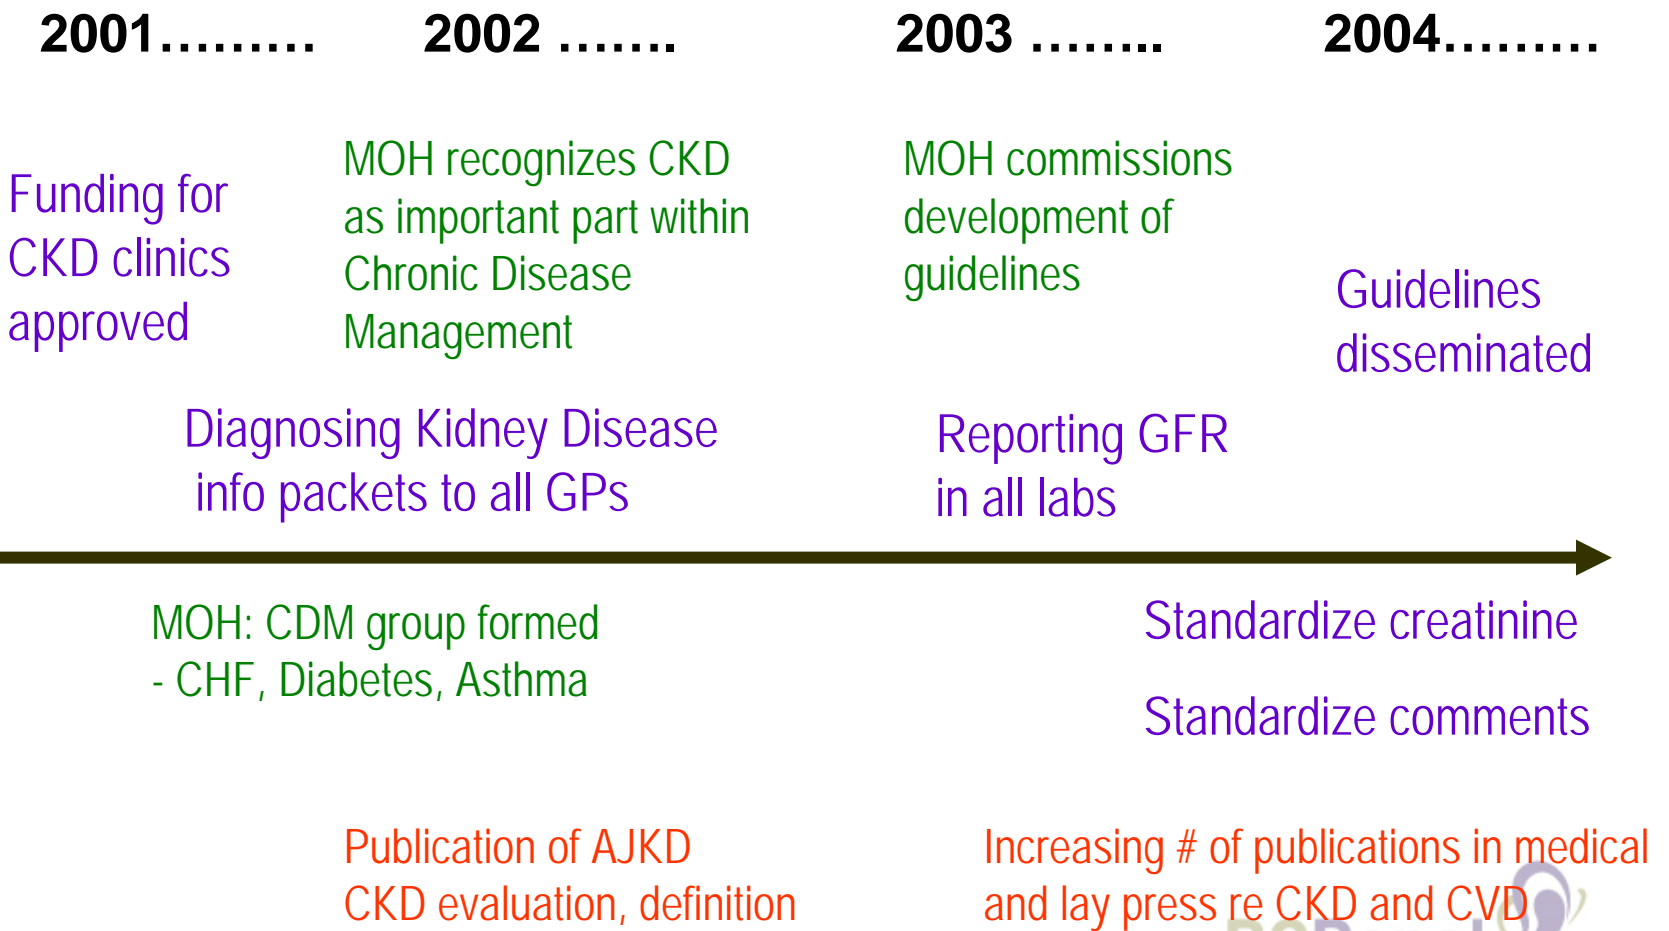 2001......... 2002 ....... 2003 ........ 2004.........
Funding for
CKD clinics
approved
MOH recognizes CKD
as important part within
Chronic Disease
Management
MOH commissions
development of
guidelines
Guidelines
disseminated
Diagnosing Kidney Disease
info packets to all GPs
Reporting GFR
in all labs
MOH: CDM group formed
- CHF, Diabetes, Asthma
Standardize creatinine
Standardize comments
Publication of AJKD
CKD evaluation, definition
Increasing # of publications in medical
and lay press re CKD and CVD